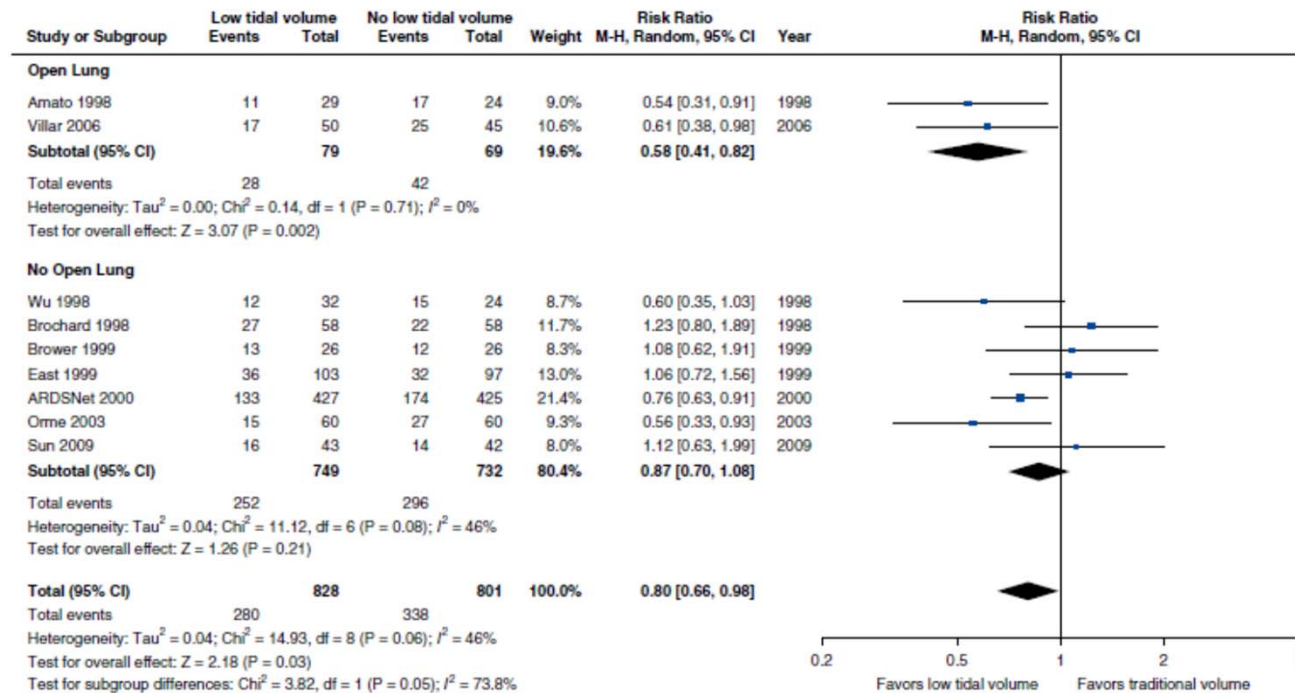 Low tidal volume No low tidal volume Risk Ratio Risk Ratio
Study or Subgroup Events Total Events Total Weight M-H, Random, 95% CI Year M-H, Random, 95% CI
Open Lung
Amato 1998 11 29 17 24 9.0% 0.54 [0.31, 0.91] 1998
Villar 2006 17 50 25 45 10.6% 0.61 [0.38, 0.98] 2006
Subtotal (95% CI) 79 69 19.6% 0.58 [0.41, 0.82]
Total events 28 42
Heterogeneity: Tau² = 0.00; Chi² = 0.14, df = 1 (P = 0.71); I² = 0%
Test for overall effect: Z = 3.07 (P = 0.002)
No Open Lung
Wu 1998 12 32 15 24 8.7% 0.60 [0.35, 1.03] 1998
Brochard 1998 27 58 22 58 11.7% 1.23 [0.80, 1.89] 1998
Brower 1999 13 26 12 26 8.3% 1.08 [0.62, 1.91] 1999
East 1999 36 103 32 97 13.0% 1.06 [0.72, 1.56] 1999
ARDSNet 2000 133 427 174 425 21.4% 0.76 [0.63, 0.91] 2000
Orme 2003 15 60 27 60 9.3% 0.56 [0.33, 0.93] 2003
Sun 2009 16 43 14 42 8.0% 1.12 [0.63, 1.99] 2009
Subtotal (95% CI) 749 732 80.4% 0.87 [0.70, 1.08]
Total events 252 296
Heterogeneity: Tau² = 0.04; Chi² = 11.12, df = 6 (P = 0.08); I² = 46%
Test for overall effect: Z = 1.26 (P = 0.21)
Total (95% CI) 828 801 100.0% 0.80 [0.66, 0.98]
Total events 280 338
Heterogeneity: Tau² = 0.04; Chi² = 14.93, df = 8 (P = 0.06); I² = 46%
Test for overall effect: Z = 2.18 (P = 0.03)
Test for subgroup differences: Chi² = 3.82, df = 1 (P = 0.05); I² = 73.8%
0.2 0.5 1 2
Favors low tidal volume Favors traditional volume